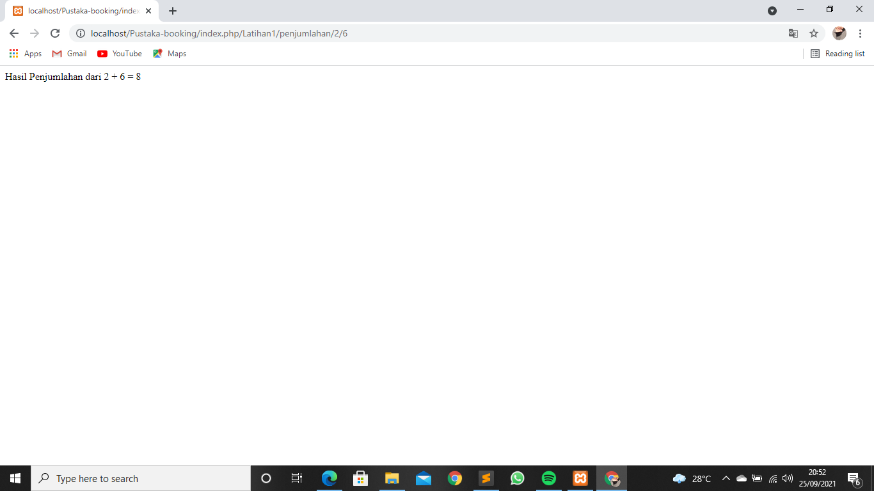 localhost/Pustaka-booking/inde
localhost/Pustaka-booking/index.php/Latihan1/penjumlahan/2/6
Apps Gmail YouTube Maps Reading list
Hasil Penjumlahan dari 2 + 6 = 8
Type here to search
28°C
20:52
25/09/2021
6